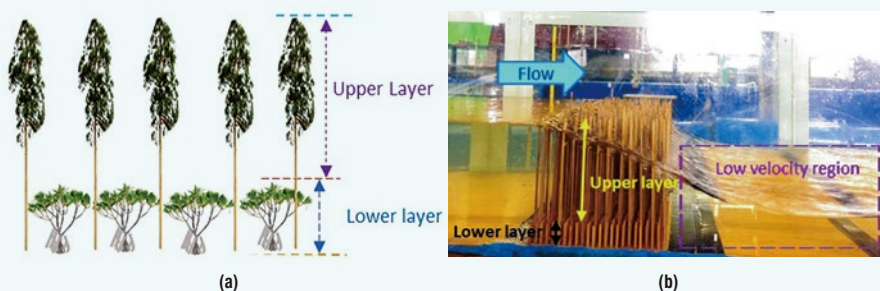 Upper Layer
Lower layer
(a)
Flow
Upper layer
Lower layer
Low velocity region
(b)